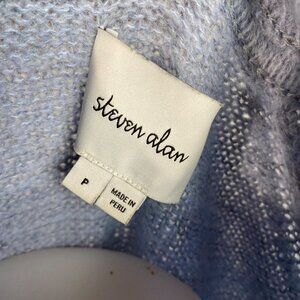 steven alan
P
MADE IN
PERU